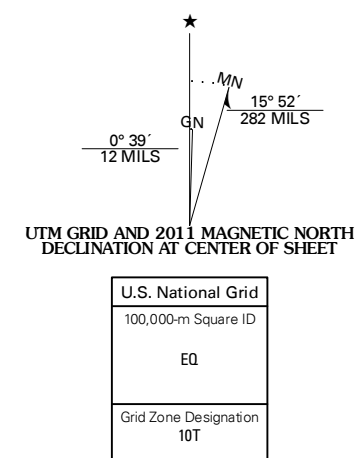 ★
MN
GN
15° 52´
282 MILS
0° 39´
12 MILS
UTM GRID AND 2011 MAGNETIC NORTH
DECLINATION AT CENTER OF SHEET
U.S. National Grid
100,000-m Square ID
EQ
Grid Zone Designation
10T